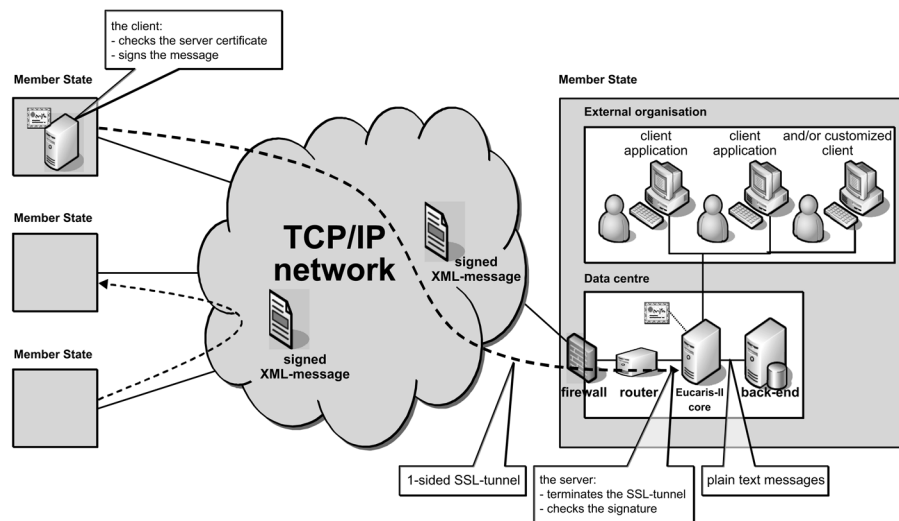 the client:
- checks the server certificate
- signs the message
Member State
Member State
External organisation
client
application
client
application
and/or customized
client
Member State
TCP/IP
network
signed
XML-message
signed
XML-message
Data centre
Member State
firewall
router
Eucaris-II
core
back-end
1-sided SSL-tunnel
the server:
- terminates the SSL-tunnel
- checks the signature
plain text messages